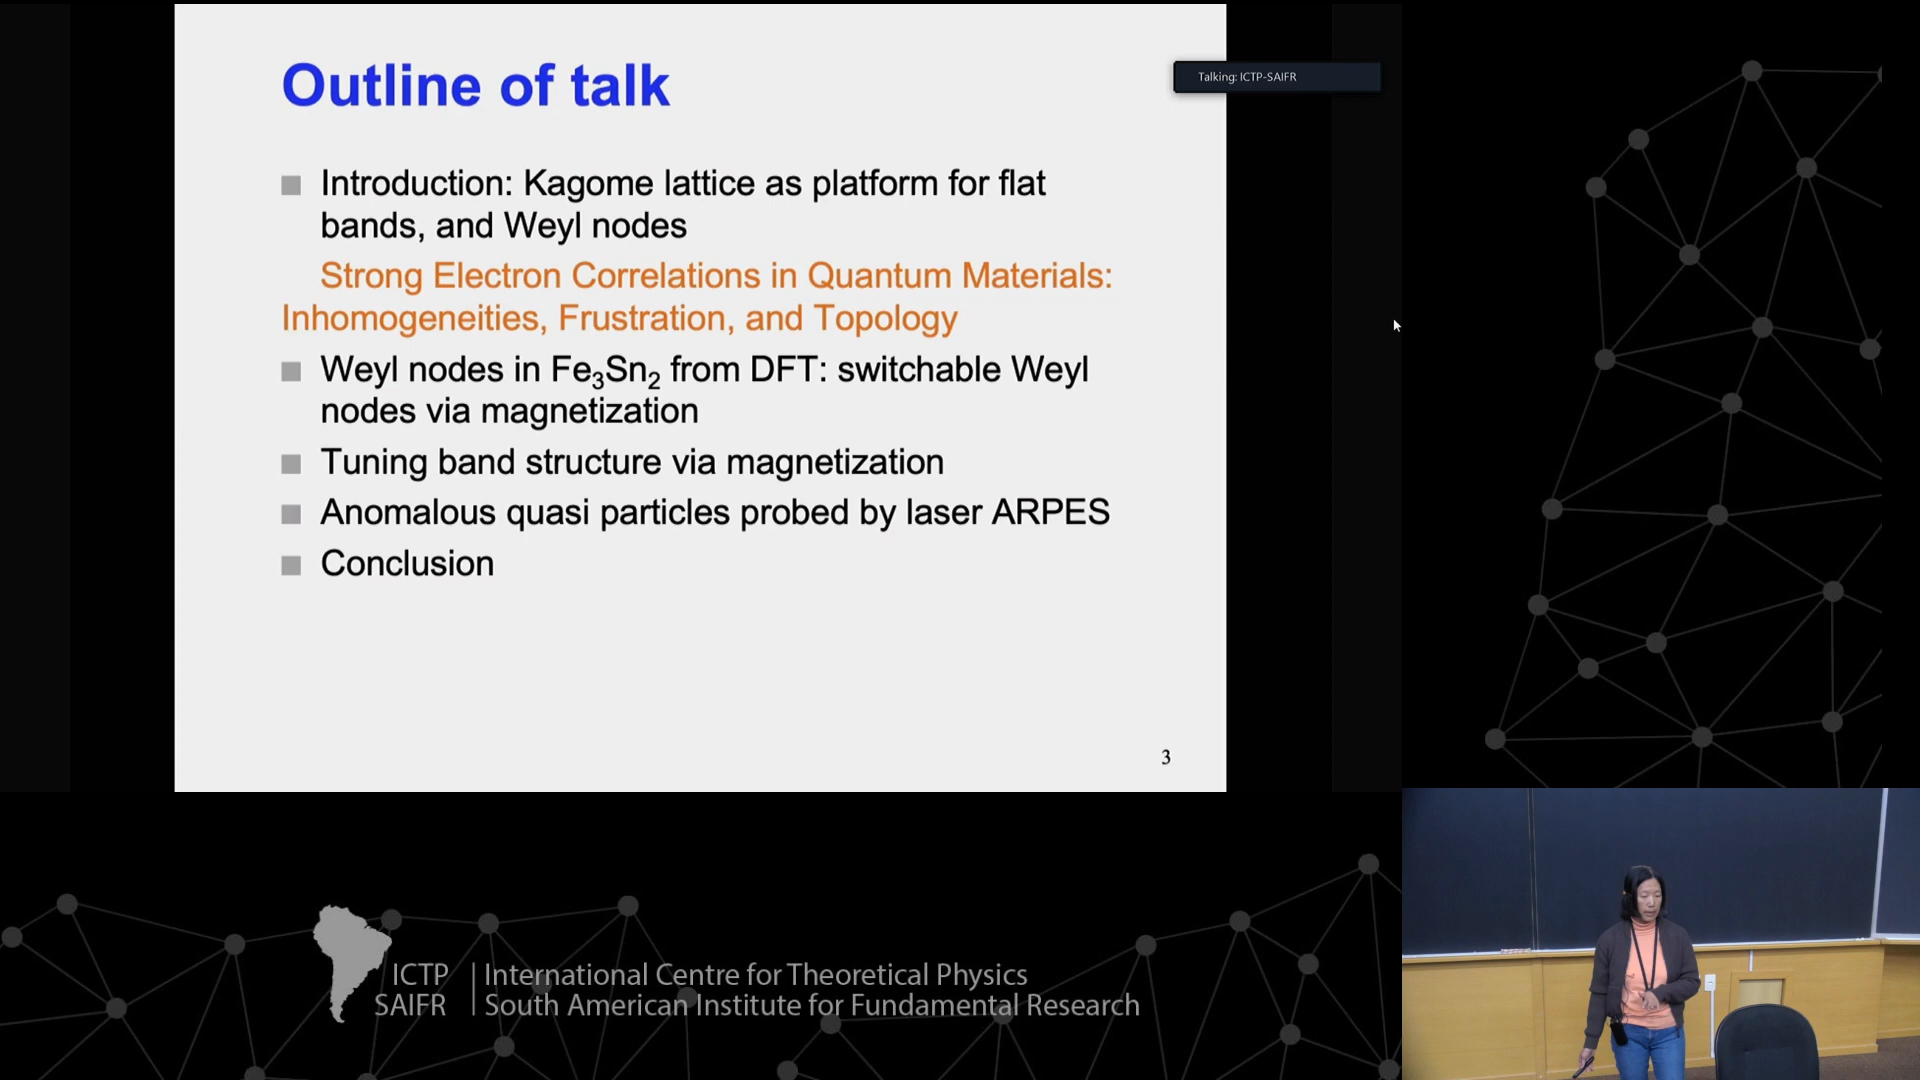 Outline of talk
Talking: ICTP-SAIFR
Introduction: Kagome lattice as platform for flat
bands, and Weyl nodes
Strong Electron Correlations in Quantum Materials:
Inhomogeneities, Frustration, and Topology
Weyl nodes in Fe₃Sn₂ from DFT: switchable Weyl
nodes via magnetization
Tuning band structure via magnetization
Anomalous quasi particles probed by laser ARPES
Conclusion
3
ICTP | International Centre for Theoretical Physics
SAIFR | South American Institute for Fundamental Research